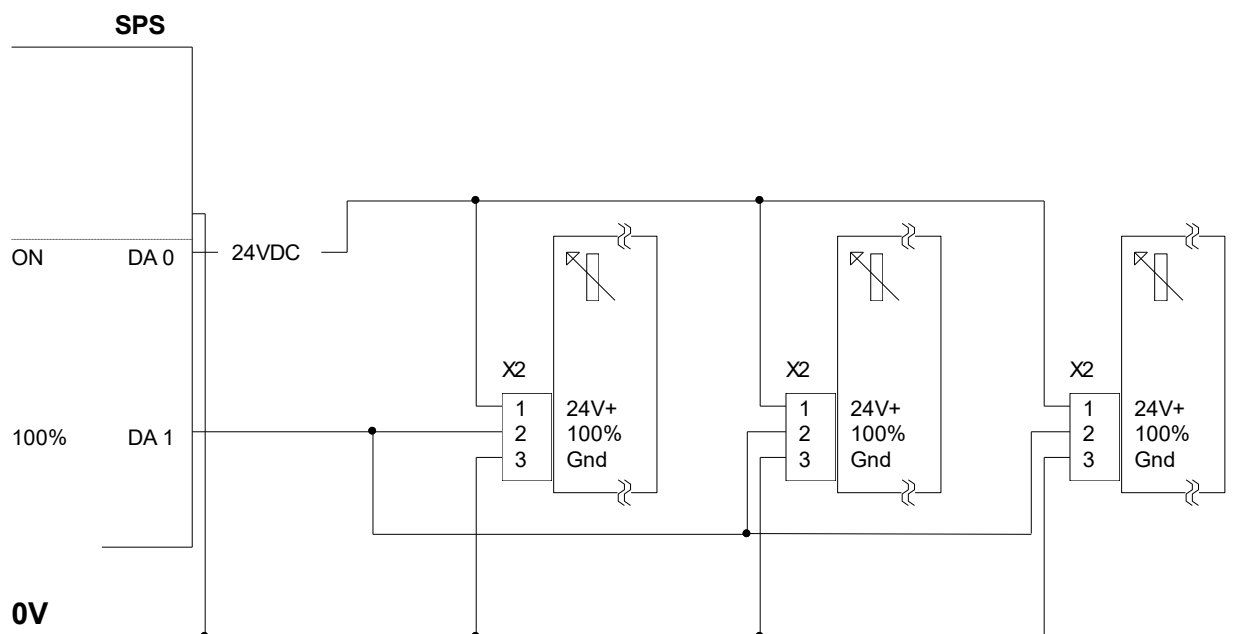 SPS
ON DA 0 24VDC
X2 X2 X2
1 24V+ 1 24V+ 1 24V+
100% DA 1 2 100% 2 100% 2 100%
3 Gnd 3 Gnd 3 Gnd
0V